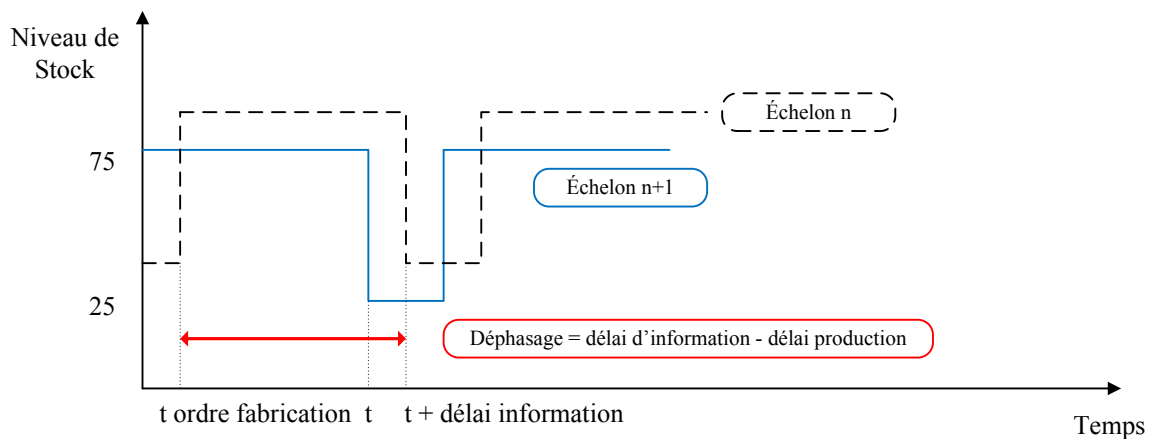 Niveau de
Stock
Échelon n
75
Échelon n+1
25
Déphasage = délai d’information - délai production
t ordre fabrication t t + délai information
Temps